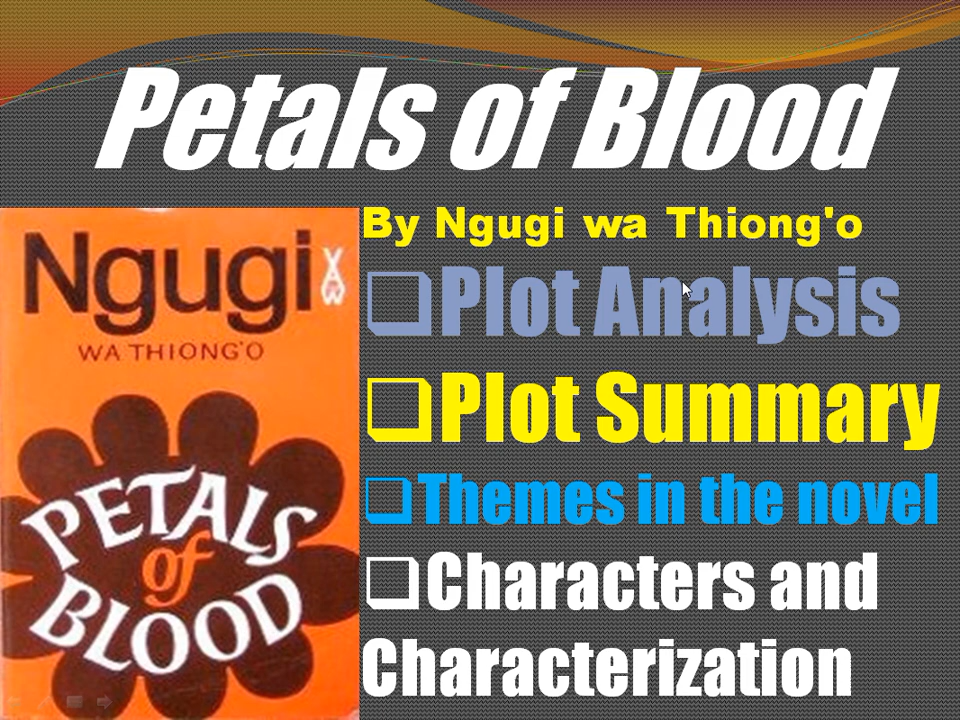 Petals of Blood
By Ngugi wa Thiong'o
Plot Analysis
Plot Summary
Themes in the novel
Characters and
Characterization
Ngugi
WA THIONG'O
PETALS
of
BLOOD